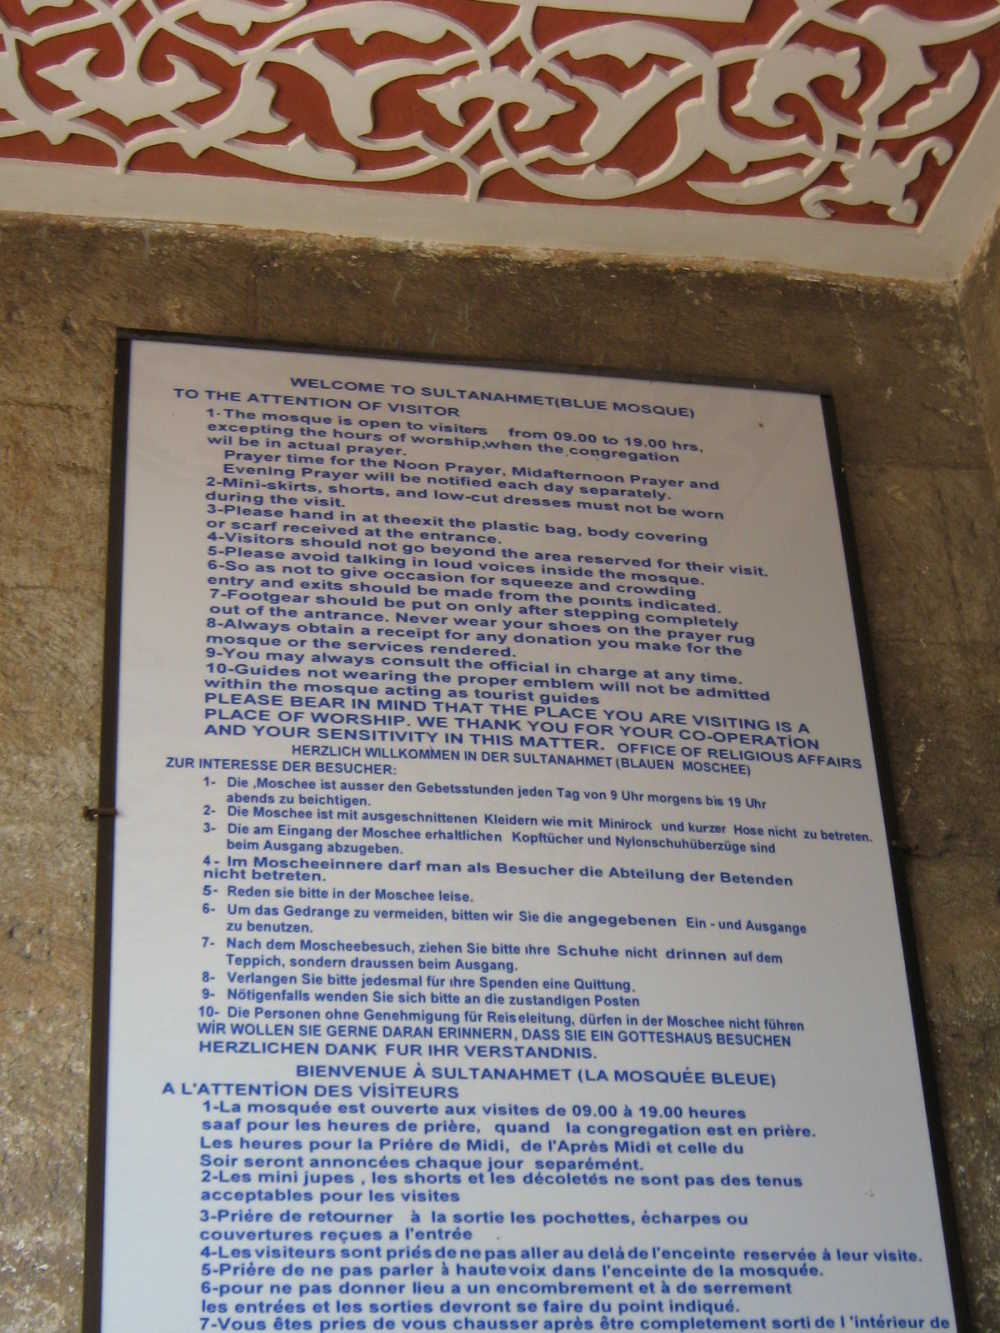 WELCOME TO SULTANAHMET(BLUE MOSQUE)
TO THE ATTENTION OF VISITOR
1-The mosque is open to visiters from 09.00 to 19.00 hrs,
excepting the hours of worship,when the congregation
wil be in actual prayer.
Prayer time for the Noon Prayer, Midafternoon Prayer and
Evening Prayer will be notified each day separately.
2-Mini-skirts, shorts, and low-cut dresses must not be worn
during the visit.
3-Please hand in at theexit the plastic bag, body covering
or scarf received at the entrance.
4-Visitors should not go beyond the area reserved for their visit.
5-Please avoid talking in loud voices inside the mosque.
6-So as not to give occasion for squeeze and crowding
entry and exits should be made from the points indicated.
7-Footgear should be put on only after stepping completely
out of the antrance. Never wear your shoes on the prayer rug
8-Always obtain a receipt for any donation you make for the
mosque or the services rendered.
9-You may always consult the official in charge at any time.
10-Guides not wearing the proper emblem will not be admitted
within the mosque acting as tourist guides
PLEASE BEAR IN MIND THAT THE PLACE YOU ARE VISITING IS A
PLACE OF WORSHIP. WE THANK YOU FOR YOUR CO-OPERATİON
AND YOUR SENSITIVITY IN THIS MATTER. OFFICE OF RELIGIOUS AFFAIRS
HERZLICH WILLKOMMEN IN DER SULTANAHMET (BLAUEN MOSCHEE)
ZUR INTERESSE DER BESUCHER:
1- Die ,Moschee ist ausser den Gebetsstunden jeden Tag von 9 Uhr morgens bıs 19 Uhr
abends zu beichtigen.
2- Die Moschee ist mit ausgeschnittenen Kleidern wie mit Minirock und kurzer Hose nicht zu betreten.
3- Die am Eingang der Moschee erhaltlichen Kopftücher und Nylonschuhüberzüge sind
beim Ausgang abzugeben.
4- Im Moscheeinnere darf man als Besucher die Abteilung der Betenden
nicht betreten.
5- Reden sie bitte in der Moschee leise.
6- Um das Gedrange zu vermeiden, bitten wir Sie die angegebenen Ein - und Ausgange
zu benutzen.
7- Nach dem Moscheebesuch, ziehen Sie bitte ıhre Schuhe nicht drinnen auf dem
Teppich, sondern draussen beim Ausgang.
8- Verlangen Sie bitte jedesmal für ıhre Spenden eine Quittung.
9- Nötigenfalls wenden Sie sich bitte an die zustandigen Posten
10- Die Personen ohne Genehmigung für Reiseleitung, dürfen in der Moschee nicht führen
WİR WOLLEN SIE GERNE DARAN ERINNERN, DASS SIE EIN GOTTESHAUS BESUCHEN
HERZLICHEN DANK FUR IHR VERSTANDNIS.
BIENVENUE À SULTANAHMET (LA MOSQUÉE BLEUE)
A L'ATTENTİON DES VİSİTEURS
1-La mosquée est ouverte aux visites de 09.00 à 19.00 heures
saaf pour les heures de prière, quand la congregation est en prière.
Les heures pour la Priére de Midi, de l'Après Midi et celle du
Soir seront annoncées chaque jour separémént.
2-Les mini jupes , les shorts et les décoletés ne sont pas des tenus
acceptables pour les visites
3-Priére de retourner à la sortie les pochettes, écharpes ou
couvertures reçues a l'entrée
4-Les visiteurs sont priés de ne pas aller au delá de l'enceinte reservée á leur visite.
5-Priére de ne pas parler à hautevoix dans l'enceinte de la mosquée.
6-pour ne pas donner lieu a un encombrement et à de serrement
les entrées et les sorties devront se faire du point indiqué.
7-Vous êtes pries de vous chausser après être completement sorti de l 'intérieur de